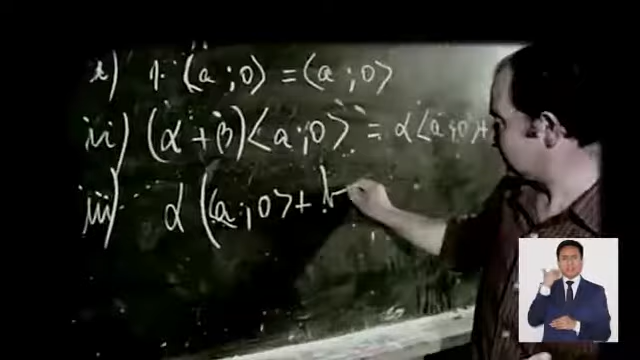 i) 1·(a;0) = (a;0)
ii) (α+β)<a;0> = α<a;0>+
iii) α(<a;0>+b